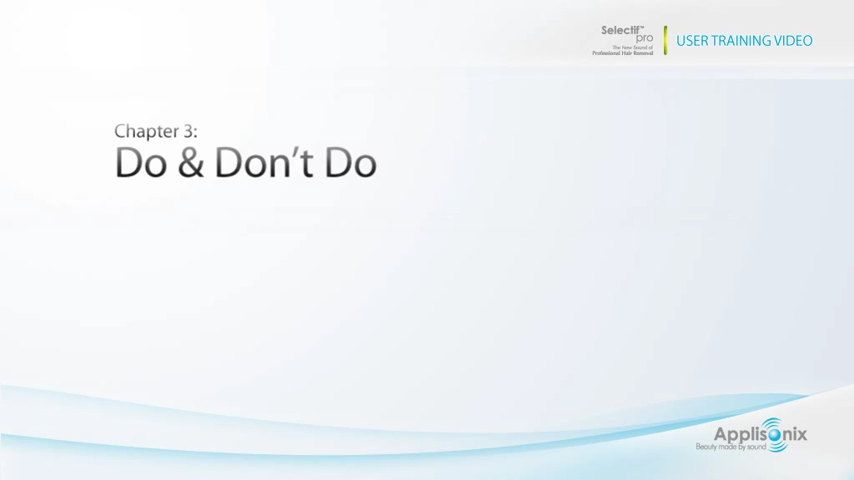 Selectif™
pro
The New Sound of
Professional Hair Removal
USER TRAINING VIDEO
Chapter 3:
Do & Don't Do
Applisonix
Beauty made by sound